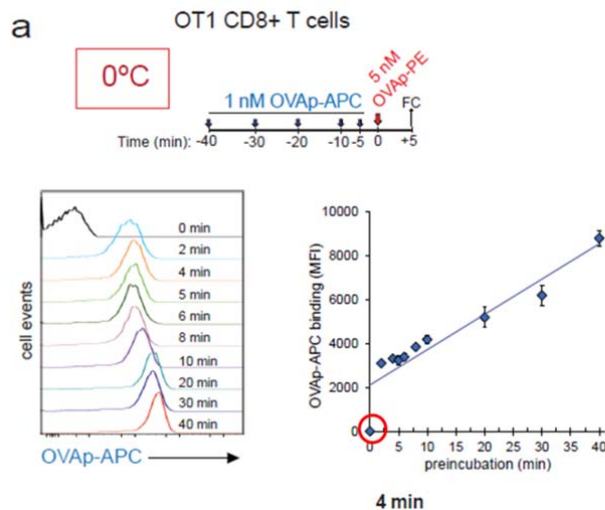 a
OT1 CD8+ T cells
0ºC
1 nM OVAp-APC
5 nM
OVAp-PE
FC
Time (min): -40 -30 -20 -10 -5 0 +5
0 min
2 min
4 min
5 min
6 min
8 min
10 min
20 min
30 min
40 min
cell events
OVAp-APC
OVAp-APC binding (MFI)
10000
8000
6000
4000
2000
0
0 5 10 15 20 25 30 35 40
preincubation (min)
4 min